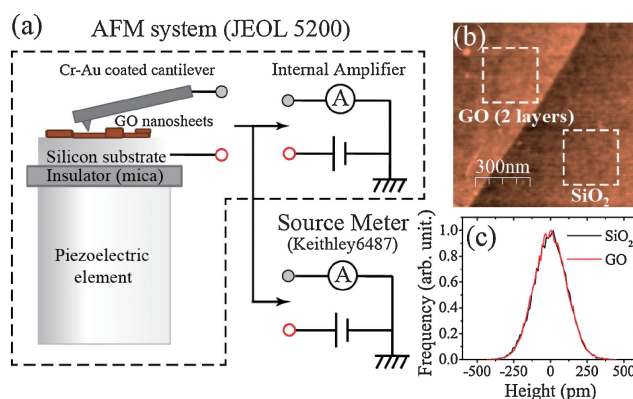 (a)
AFM system (JEOL 5200)
Cr-Au coated cantilever
GO nanosheets
Silicon substrate
Insulator (mica)
Piezoelectric
element
Internal Amplifier
A
Source Meter
(Keithley6487)
A
(b)
GO (2 layers)
300nm
SiO₂
(c)
Frequency (arb. unit.)
1.0
0.8
0.6
0.4
0.2
0.0
SiO₂
GO
-500 -250 0 250 500
Height (pm)